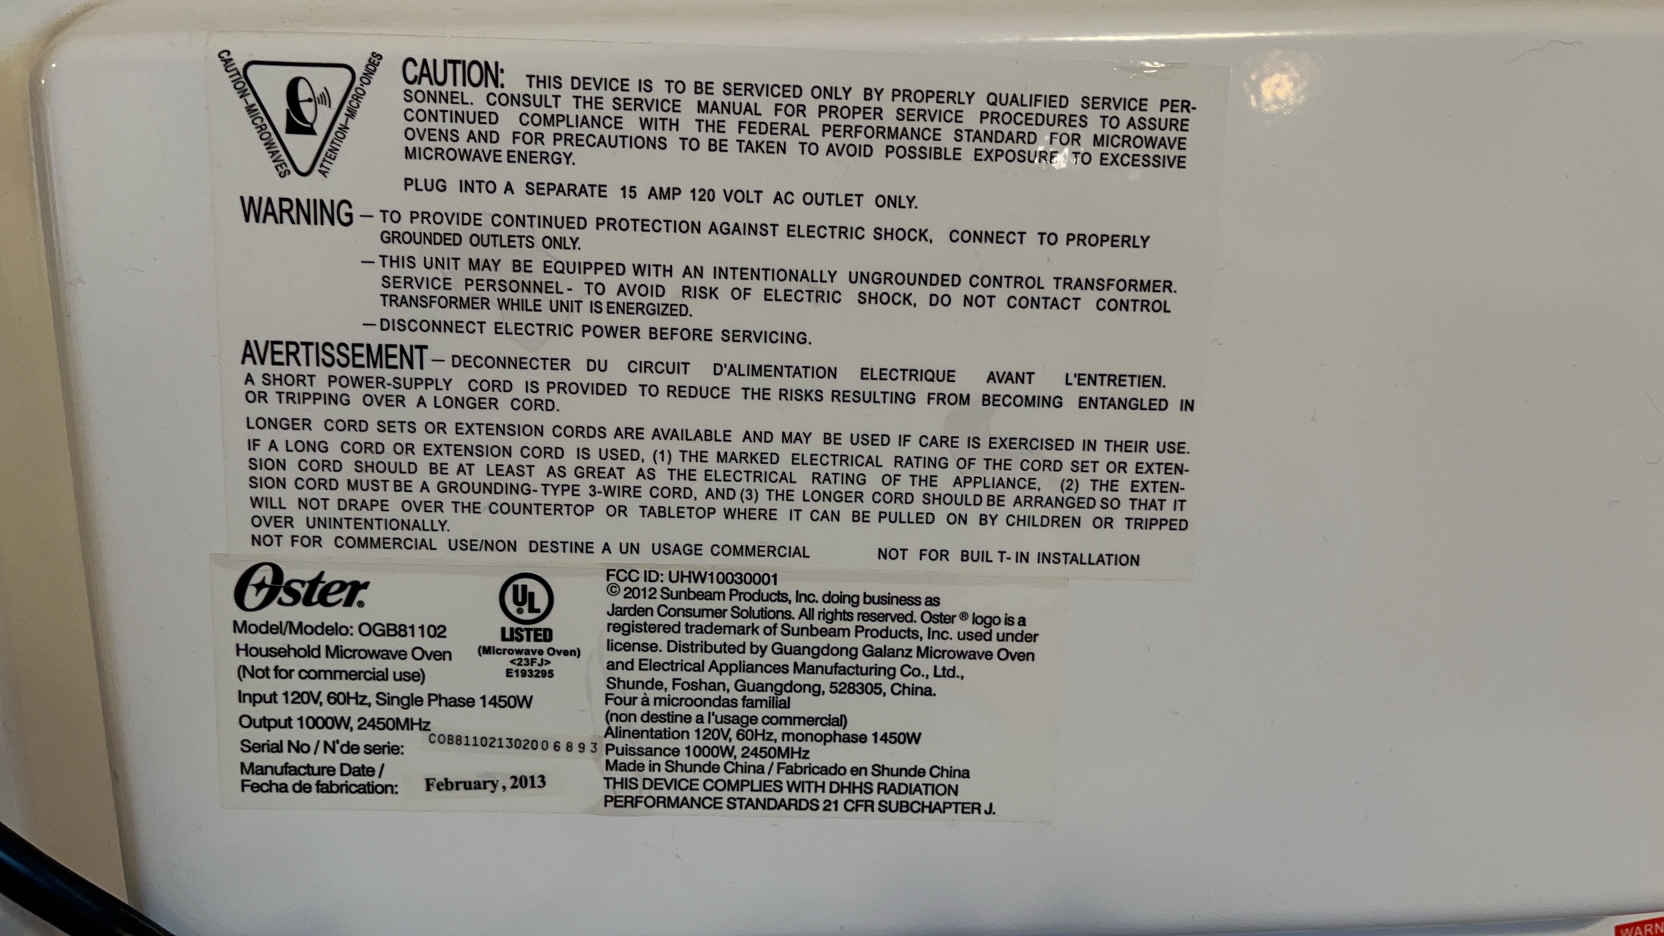 CAUTION-MICROWAVES
ATTENTION-MICRO-ONDES
CAUTION: THIS DEVICE IS TO BE SERVICED ONLY BY PROPERLY QUALIFIED SERVICE PER-
SONNEL. CONSULT THE SERVICE MANUAL FOR PROPER SERVICE PROCEDURES TO ASSURE
CONTINUED COMPLIANCE WITH THE FEDERAL PERFORMANCE STANDARD FOR MICROWAVE
OVENS AND FOR PRECAUTIONS TO BE TAKEN TO AVOID POSSIBLE EXPOSURE TO EXCESSIVE
MICROWAVE ENERGY.
PLUG INTO A SEPARATE 15 AMP 120 VOLT AC OUTLET ONLY.
WARNING – TO PROVIDE CONTINUED PROTECTION AGAINST ELECTRIC SHOCK, CONNECT TO PROPERLY
GROUNDED OUTLETS ONLY.
– THIS UNIT MAY BE EQUIPPED WITH AN INTENTIONALLY UNGROUNDED CONTROL TRANSFORMER.
SERVICE PERSONNEL- TO AVOID RISK OF ELECTRIC SHOCK, DO NOT CONTACT CONTROL
TRANSFORMER WHILE UNIT IS ENERGIZED.
– DISCONNECT ELECTRIC POWER BEFORE SERVICING.
AVERTISSEMENT – DECONNECTER DU CIRCUIT D'ALIMENTATION ELECTRIQUE AVANT L'ENTRETIEN.
A SHORT POWER-SUPPLY CORD IS PROVIDED TO REDUCE THE RISKS RESULTING FROM BECOMING ENTANGLED IN
OR TRIPPING OVER A LONGER CORD.
LONGER CORD SETS OR EXTENSION CORDS ARE AVAILABLE AND MAY BE USED IF CARE IS EXERCISED IN THEIR USE.
IF A LONG CORD OR EXTENSION CORD IS USED, (1) THE MARKED ELECTRICAL RATING OF THE CORD SET OR EXTEN-
SION CORD SHOULD BE AT LEAST AS GREAT AS THE ELECTRICAL RATING OF THE APPLIANCE, (2) THE EXTEN-
SION CORD MUST BE A GROUNDING-TYPE 3-WIRE CORD, AND (3) THE LONGER CORD SHOULD BE ARRANGED SO THAT IT
WILL NOT DRAPE OVER THE COUNTERTOP OR TABLETOP WHERE IT CAN BE PULLED ON BY CHILDREN OR TRIPPED
OVER UNINTENTIONALLY.
NOT FOR COMMERCIAL USE/NON DESTINE A UN USAGE COMMERCIAL NOT FOR BUIL T-IN INSTALLATION
Oster®
Model/Modelo: OGB81102
Household Microwave Oven
(Not for commercial use)
Input 120V, 60Hz, Single Phase 1450W
Output 1000W, 2450MHz
Serial No / N'de serie: COB811021302006893
Manufacture Date /
Fecha de fabrication: February, 2013
UL
LISTED
(Microwave Oven)
<23FJ>
E193295
FCC ID: UHW10030001
© 2012 Sunbeam Products, Inc. doing business as
Jarden Consumer Solutions. All rights reserved. Oster ® logo is a
registered trademark of Sunbeam Products, Inc. used under
license. Distributed by Guangdong Galanz Microwave Oven
and Electrical Appliances Manufacturing Co., Ltd.,
Shunde, Foshan, Guangdong, 528305, China.
Four à microondas familial
(non destine a l'usage commercial)
Alinentation 120V, 60Hz, monophase 1450W
Puissance 1000W, 2450MHz
Made in Shunde China / Fabricado en Shunde China
THIS DEVICE COMPLIES WITH DHHS RADIATION
PERFORMANCE STANDARDS 21 CFR SUBCHAPTER J.